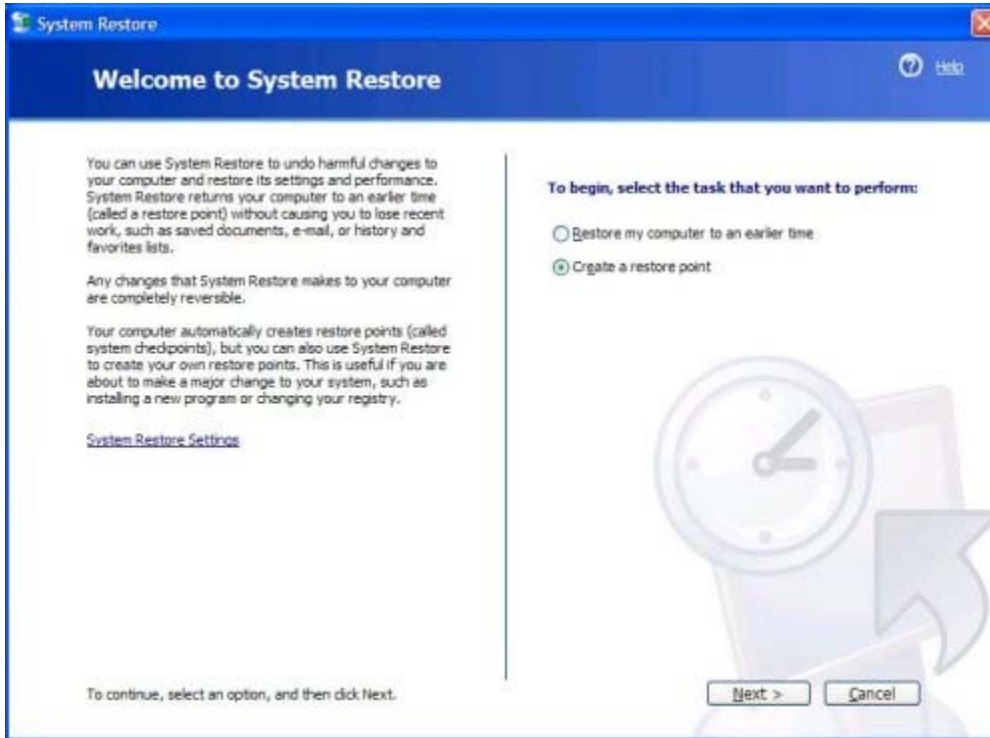 System Restore
Welcome to System Restore
Help
You can use System Restore to undo harmful changes to
your computer and restore its settings and performance.
System Restore returns your computer to an earlier time
(called a restore point) without causing you to lose recent
work, such as saved documents, e-mail, or history and
favorites lists.
Any changes that System Restore makes to your computer
are completely reversible.
Your computer automatically creates restore points (called
system checkpoints), but you can also use System Restore
to create your own restore points. This is useful if you are
about to make a major change to your system, such as
installing a new program or changing your registry.
System Restore Settings
To begin, select the task that you want to perform:
Restore my computer to an earlier time
Create a restore point
To continue, select an option, and then click Next.
Next >
Cancel